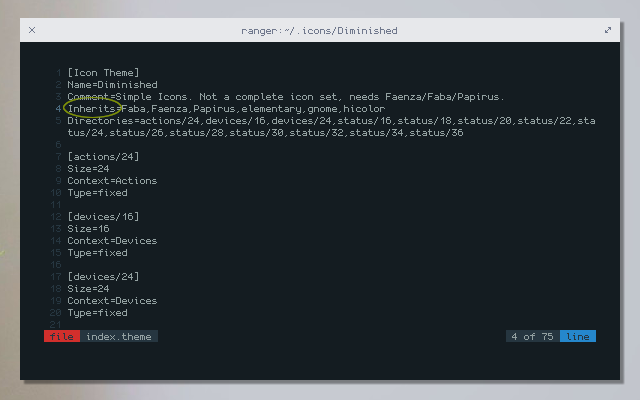 ranger:~/.icons/Diminished
1 [Icon Theme]
2 Name=Diminished
3 Comment=Simple Icons. Not a complete icon set, needs Faenza/Faba/Papirus.
4 Inherits=Faba,Faenza,Papirus,elementary,gnome,hicolor
5 Directories=actions/24,devices/16,devices/24,status/16,status/18,status/20,status/22,sta
tus/24,status/26,status/28,status/30,status/32,status/34,status/36
6
7 [actions/24]
8 Size=24
9 Context=Actions
10 Type=fixed
11
12 [devices/16]
13 Size=16
14 Context=Devices
15 Type=fixed
16
17 [devices/24]
18 Size=24
19 Context=Devices
20 Type=fixed
21
file index.theme 4 of 75 line